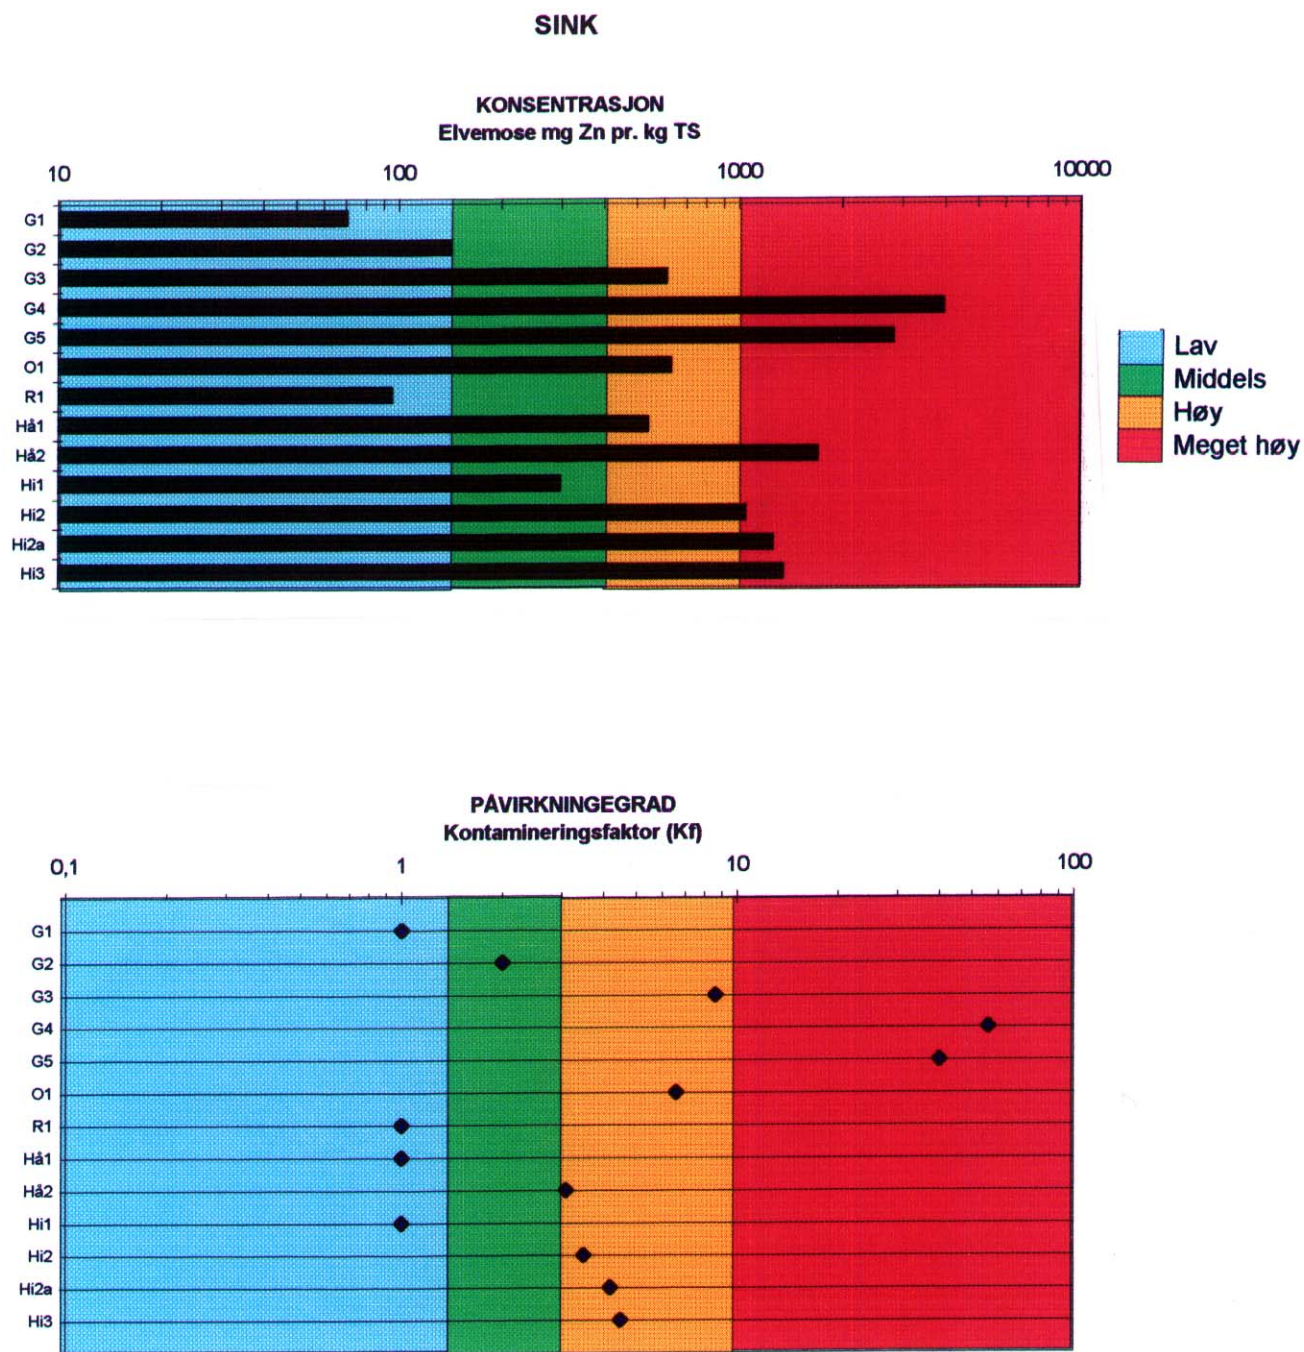 SINK
KONSENTRASJON
Elvemose mg Zn pr. kg TS
10 100 1000 10000
G1
G2
G3
G4
G5
O1
R1
Hå1
Hå2
Hi1
Hi2
Hi2a
Hi3
Lav
Middels
Høy
Meget høy
PÅVIRKNINGEGRAD
Kontamineringsfaktor (Kf)
0,1 1 10 100
G1
G2
G3
G4
G5
O1
R1
Hå1
Hå2
Hi1
Hi2
Hi2a
Hi3